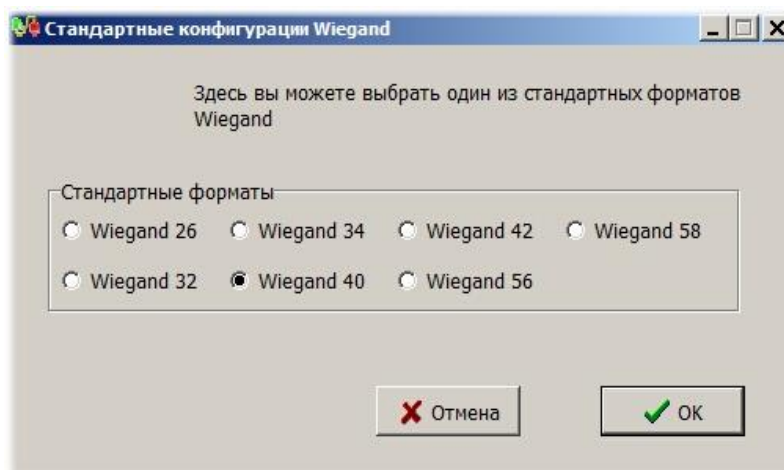 Стандартные конфигурации Wiegand
Здесь вы можете выбрать один из стандартных форматов
Wiegand
Стандартные форматы
Wiegand 26 Wiegand 34 Wiegand 42 Wiegand 58
Wiegand 32 Wiegand 40 Wiegand 56
Отмена OK